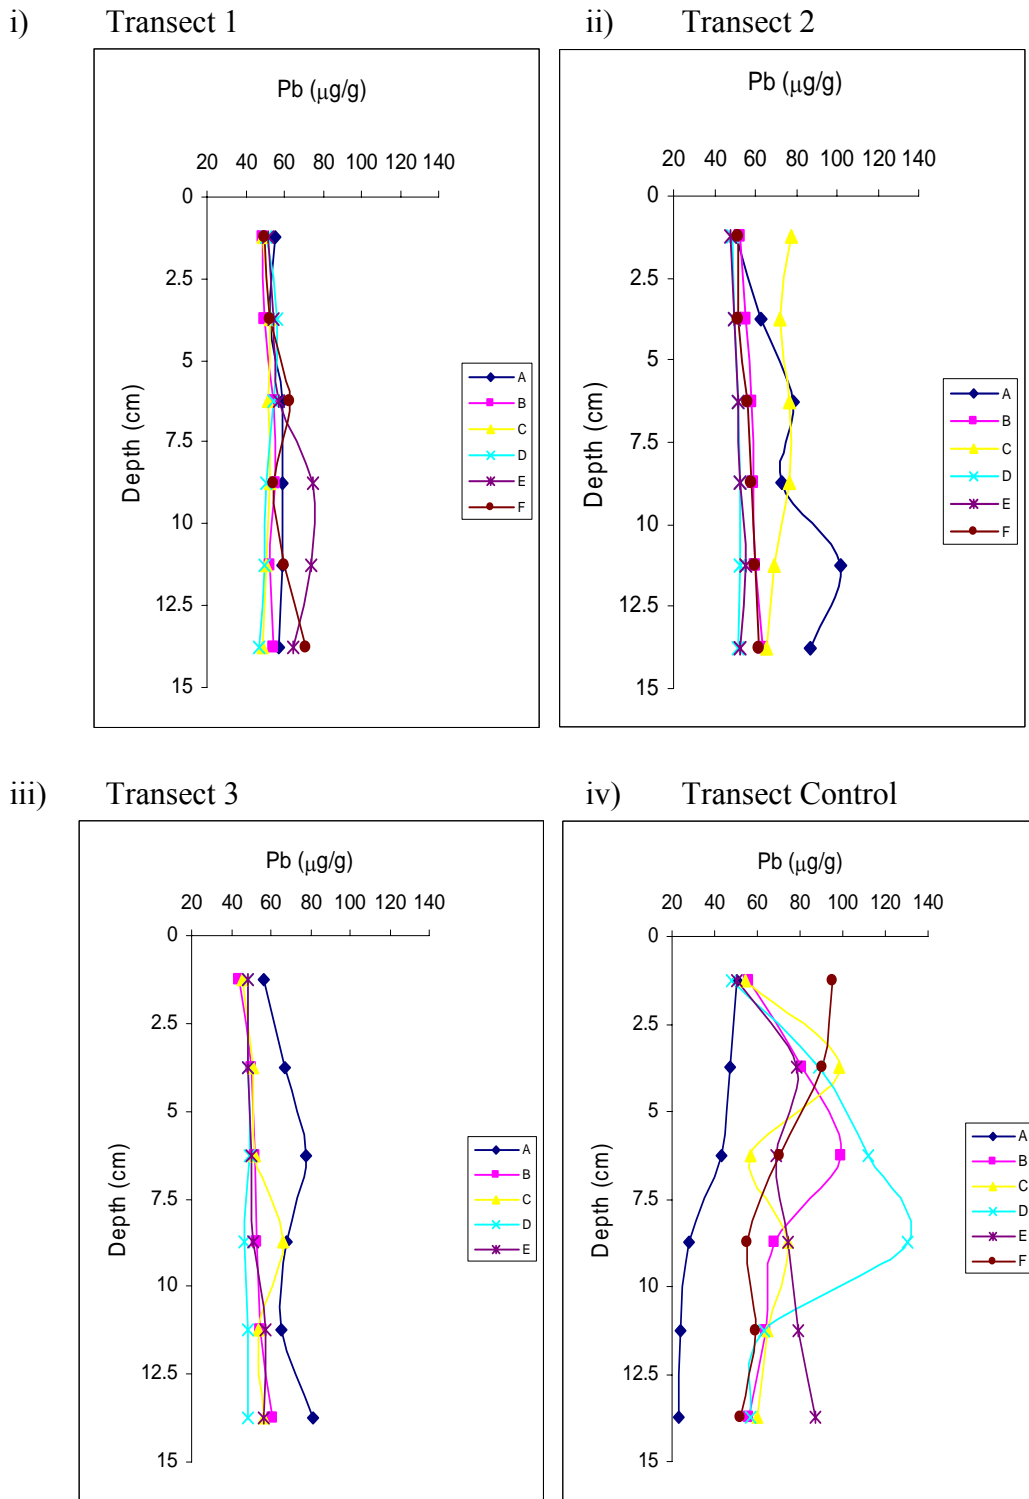 i) Transect 1
Pb (µg/g)
20 40 60 80 100 120 140
0
2.5
5
7.5
10
12.5
15
Depth (cm)
A
B
C
D
E
F
ii) Transect 2
Pb (µg/g)
20 40 60 80 100 120 140
0
2.5
5
7.5
10
12.5
15
Depth (cm)
A
B
C
D
E
F
iii) Transect 3
Pb (µg/g)
20 40 60 80 100 120 140
0
2.5
5
7.5
10
12.5
15
Depth (cm)
A
B
C
D
E
iv) Transect Control
Pb (µg/g)
20 40 60 80 100 120 140
0
2.5
5
7.5
10
12.5
15
Depth (cm)
A
B
C
D
E
F